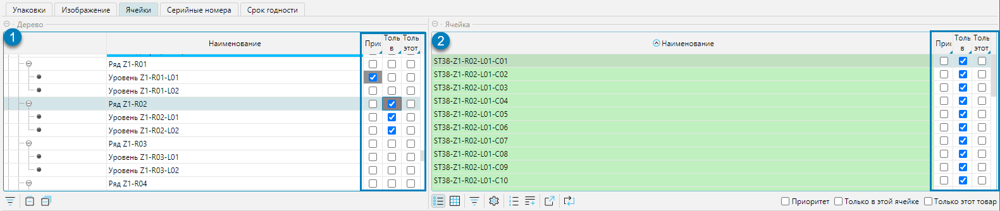 Упаковки Изображение Ячейки Серийные номера Срок годности
Дерево
1
Наименование Прис Толь в Толь этот
Ряд Z1-R01
Уровень Z1-R01-L01
Уровень Z1-R01-L02
Ряд Z1-R02
Уровень Z1-R02-L01
Уровень Z1-R02-L02
Ряд Z1-R03
Уровень Z1-R03-L01
Уровень Z1-R03-L02
Ряд Z1-R04
Ячейка
2
Наименование Прис Толь в Толь этот
ST38-Z1-R02-L01-C01
ST38-Z1-R02-L01-C02
ST38-Z1-R02-L01-C03
ST38-Z1-R02-L01-C04
ST38-Z1-R02-L01-C05
ST38-Z1-R02-L01-C06
ST38-Z1-R02-L01-C07
ST38-Z1-R02-L01-C08
ST38-Z1-R02-L01-C09
ST38-Z1-R02-L01-C10
Приоритет Только в этой ячейке Только этот товар